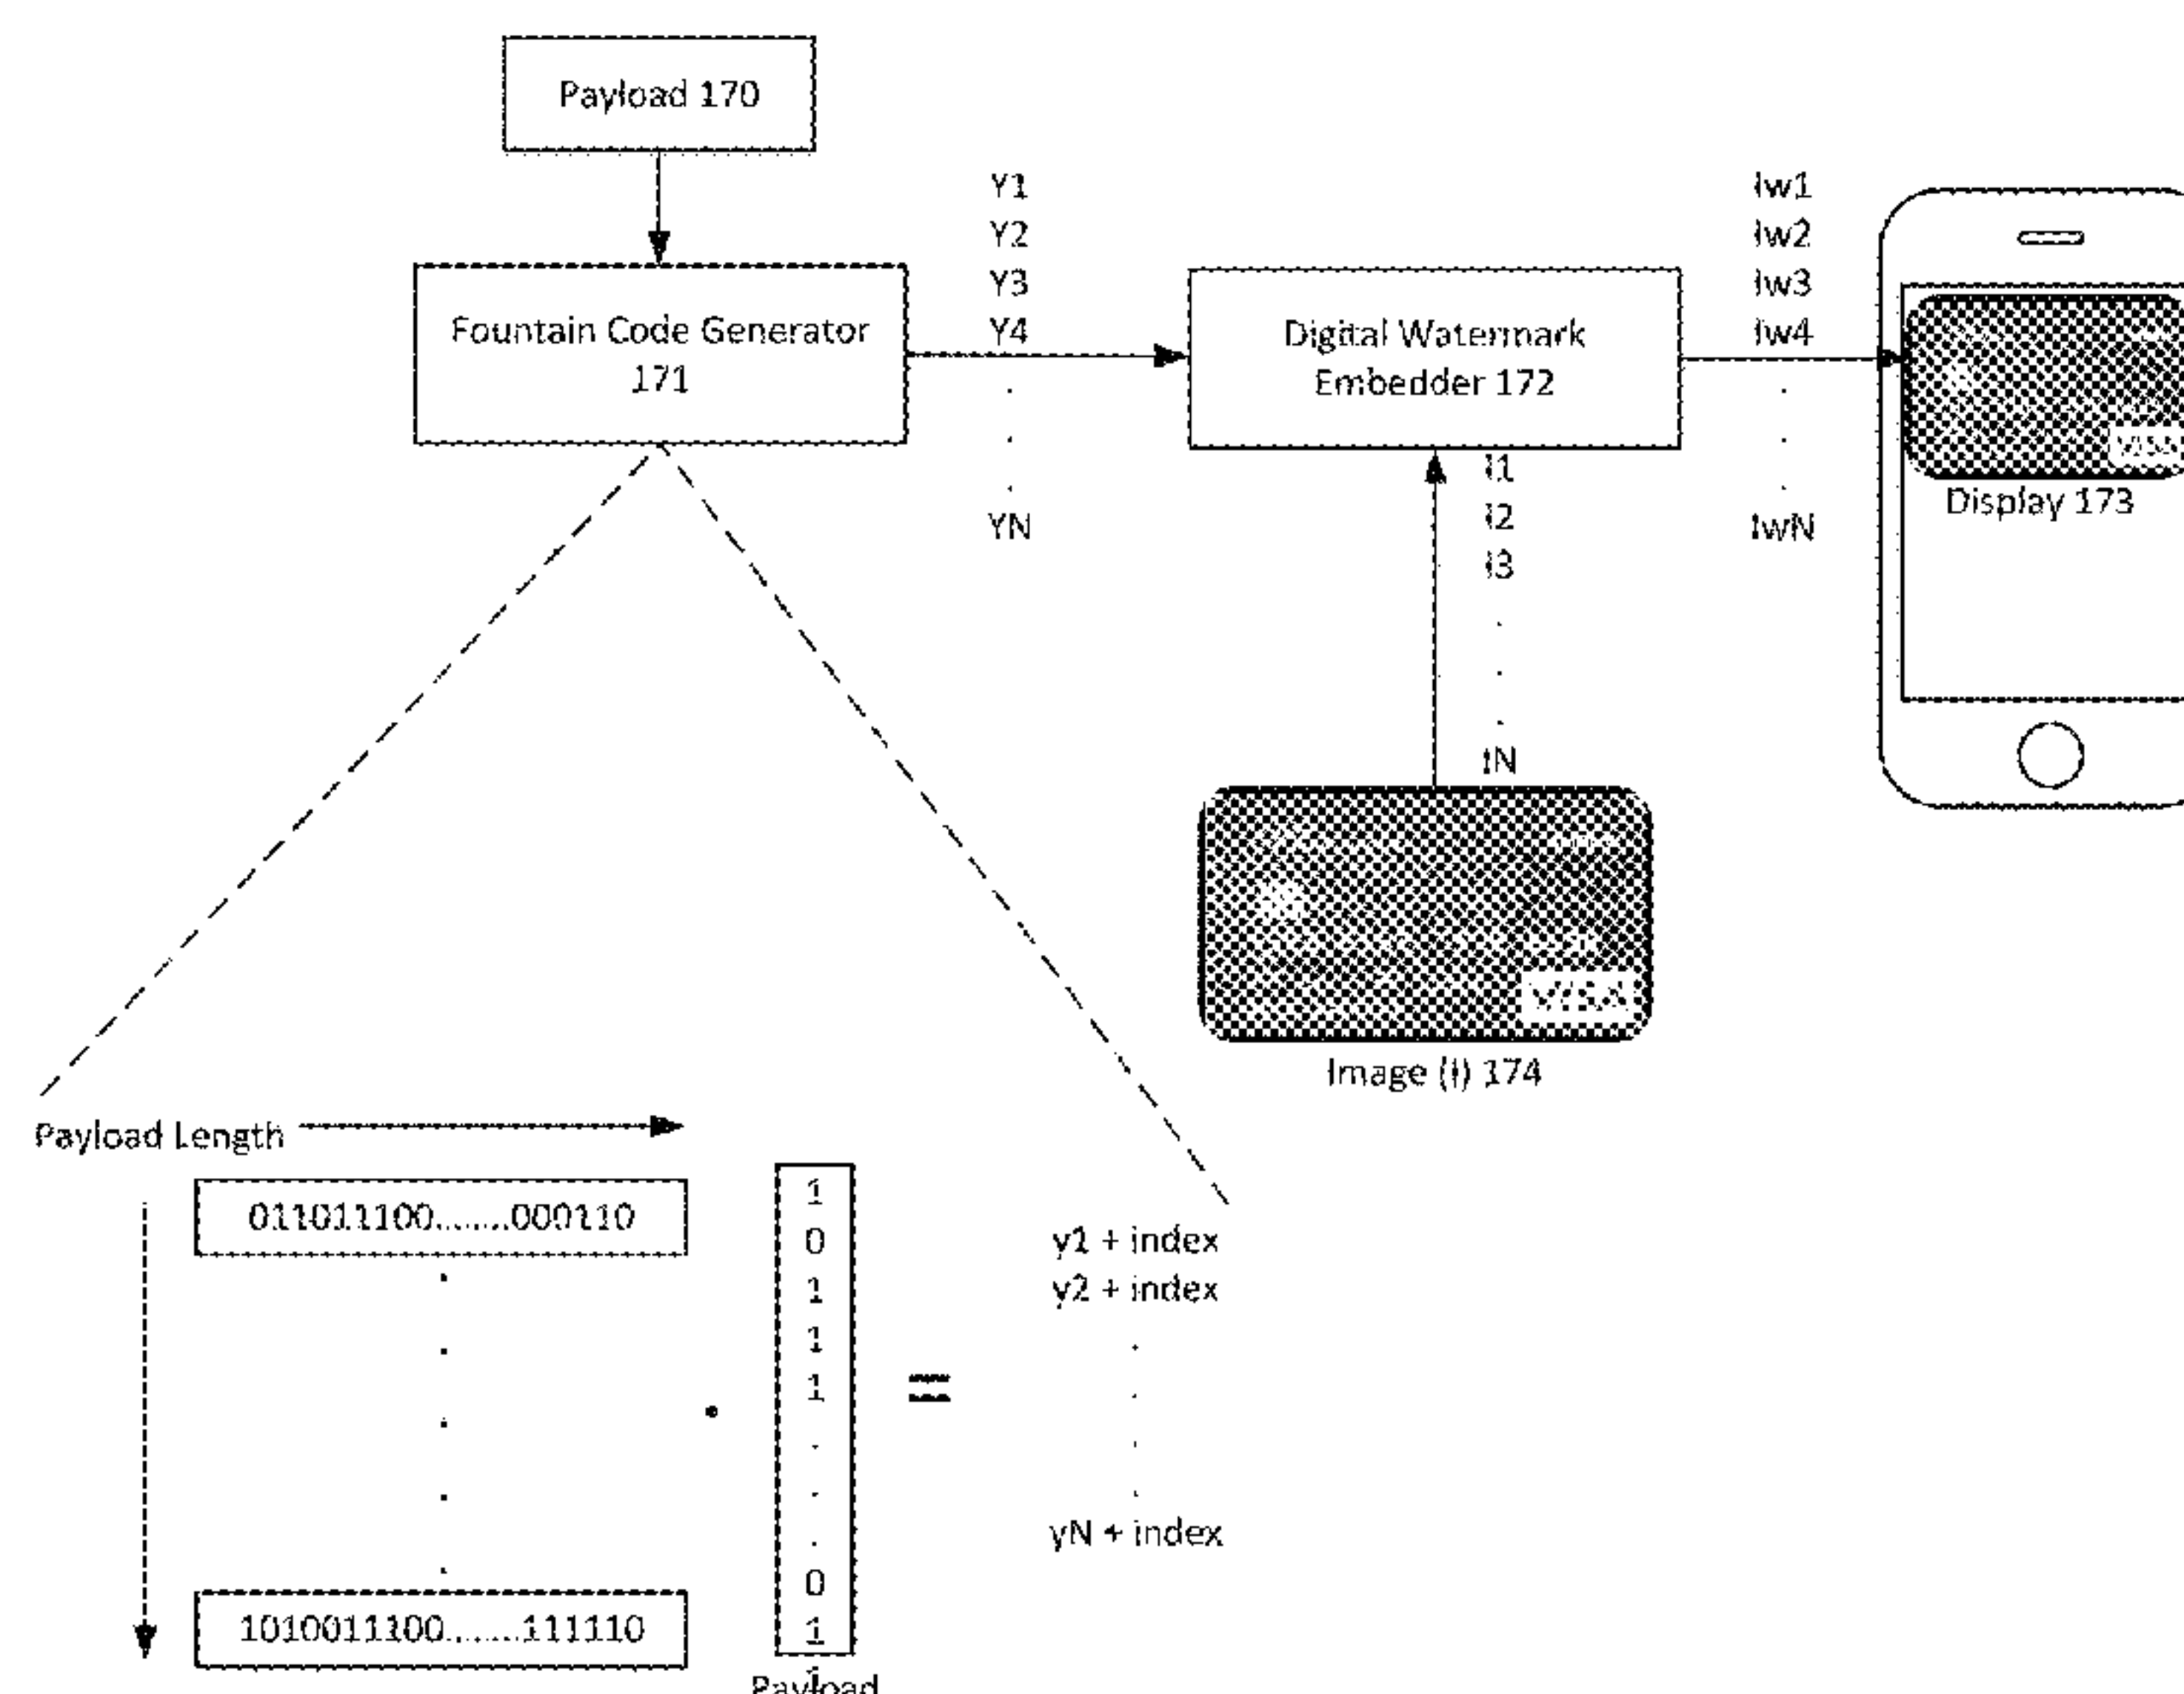 Payload 170
Fountain Code Generator
171
Y1
Y2
Y3
Y4
.
.
.
YN
Digital Watermark
Embedder 172
Iw1
Iw2
Iw3
Iw4
.
.
.
IwN
Display 173
I1
I2
I3
.
.
.
IN
VISA
Image (I) 174
Payload Length
011011100........000110
.
.
.
.
.
1010011100........111110
.
1
0
1
1
1
.
.
.
0
1
Payload
=
y1 + index
y2 + index
.
.
.
.
yN + index